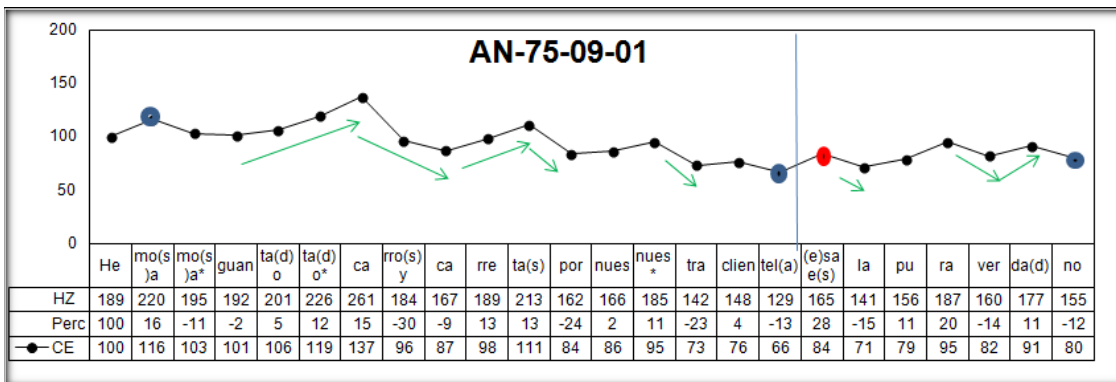 AN-75-09-01
200
150
100
50
0
He mo(s)a mo(s)a* guan ta(d)o ta(d)o* ca rro(s)y ca rre ta(s) por nues nues* tra clien tel(a) (e)sae(s) la pu ra ver da(d) no
HZ 189 220 195 192 201 226 261 184 167 189 213 162 166 185 142 148 129 165 141 156 187 160 177 155
Perc 100 16 -11 -2 5 12 15 -30 -9 13 13 -24 2 11 -23 4 -13 28 -15 11 20 -14 11 -12
CE 100 116 103 101 106 119 137 96 87 98 111 84 86 95 73 76 66 84 71 79 95 82 91 80